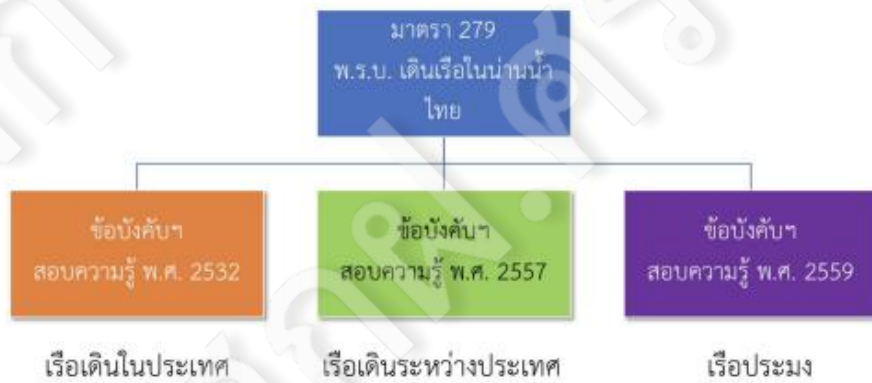 มาตรา 279
พ.ร.บ. เดินเรือในน่านน้ำ
ไทย
ข้อบังคับฯ
สอบความรู้ พ.ศ. 2532
ข้อบังคับฯ
สอบความรู้ พ.ศ. 2557
ข้อบังคับฯ
สอบความรู้ พ.ศ. 2559
เรือเดินในประเทศ
เรือเดินระหว่างประเทศ
เรือประมง